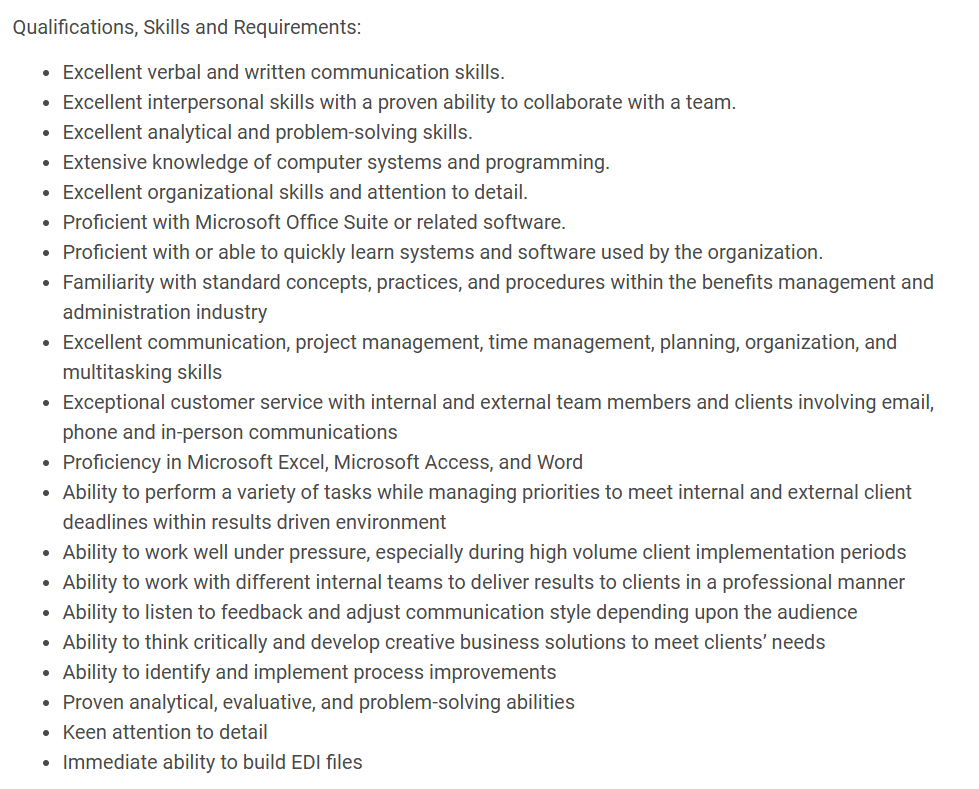 Qualifications, Skills and Requirements:
• Excellent verbal and written communication skills.
• Excellent interpersonal skills with a proven ability to collaborate with a team.
• Excellent analytical and problem-solving skills.
• Extensive knowledge of computer systems and programming.
• Excellent organizational skills and attention to detail.
• Proficient with Microsoft Office Suite or related software.
• Proficient with or able to quickly learn systems and software used by the organization.
• Familiarity with standard concepts, practices, and procedures within the benefits management and
administration industry
• Excellent communication, project management, time management, planning, organization, and
multitasking skills
• Exceptional customer service with internal and external team members and clients involving email,
phone and in-person communications
• Proficiency in Microsoft Excel, Microsoft Access, and Word
• Ability to perform a variety of tasks while managing priorities to meet internal and external client
deadlines within results driven environment
• Ability to work well under pressure, especially during high volume client implementation periods
• Ability to work with different internal teams to deliver results to clients in a professional manner
• Ability to listen to feedback and adjust communication style depending upon the audience
• Ability to think critically and develop creative business solutions to meet clients’ needs
• Ability to identify and implement process improvements
• Proven analytical, evaluative, and problem-solving abilities
• Keen attention to detail
• Immediate ability to build EDI files